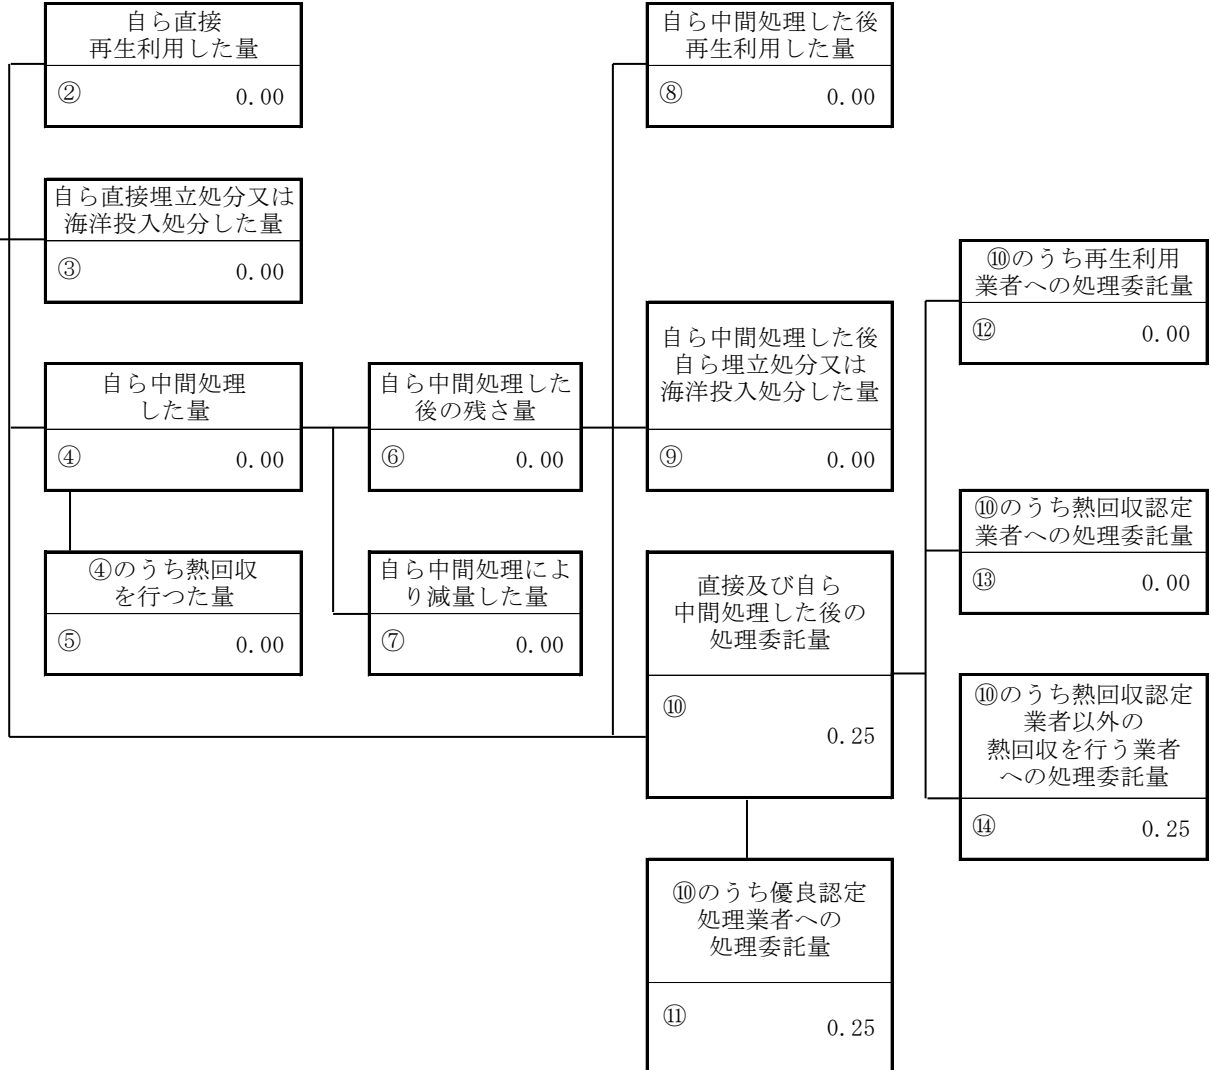 自ら直接
再生利用した量
②
0.00
自ら中間処理した後
再生利用した量
⑧
0.00
自ら直接埋立処分又は
海洋投入処分した量
③
0.00
⑩のうち再生利用
業者への処理委託量
⑫
0.00
自ら中間処理した後
自ら埋立処分又は
海洋投入処分した量
⑨
0.00
自ら中間処理
した量
④
0.00
自ら中間処理した
後の残さ量
⑥
0.00
⑩のうち熱回収認定
業者への処理委託量
⑬
0.00
④のうち熱回収
を行つた量
⑤
0.00
自ら中間処理によ
り減量した量
⑦
0.00
直接及び自ら
中間処理した後の
処理委託量
⑩
0.25
⑩のうち熱回収認定
業者以外の
熱回収を行う業者
への処理委託量
⑭
0.25
⑩のうち優良認定
処理業者への
処理委託量
⑪
0.25